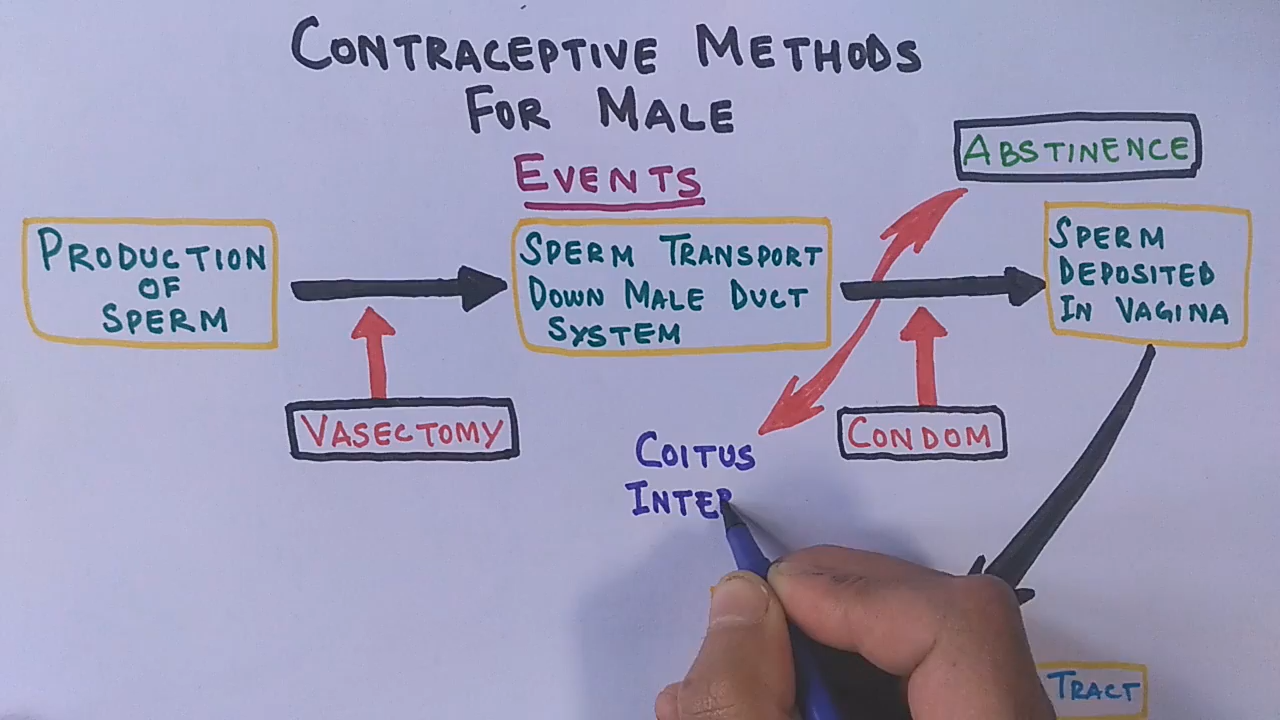 CONTRACEPTIVE METHODS
FOR MALE
EVENTS
ABSTINENCE
PRODUCTION
OF
SPERM
SPERM TRANSPORT
DOWN MALE DUCT
SYSTEM
SPERM
DEPOSITED
IN VAGINA
VASECTOMY
CONDOM
COITUS
INTER
TRACT